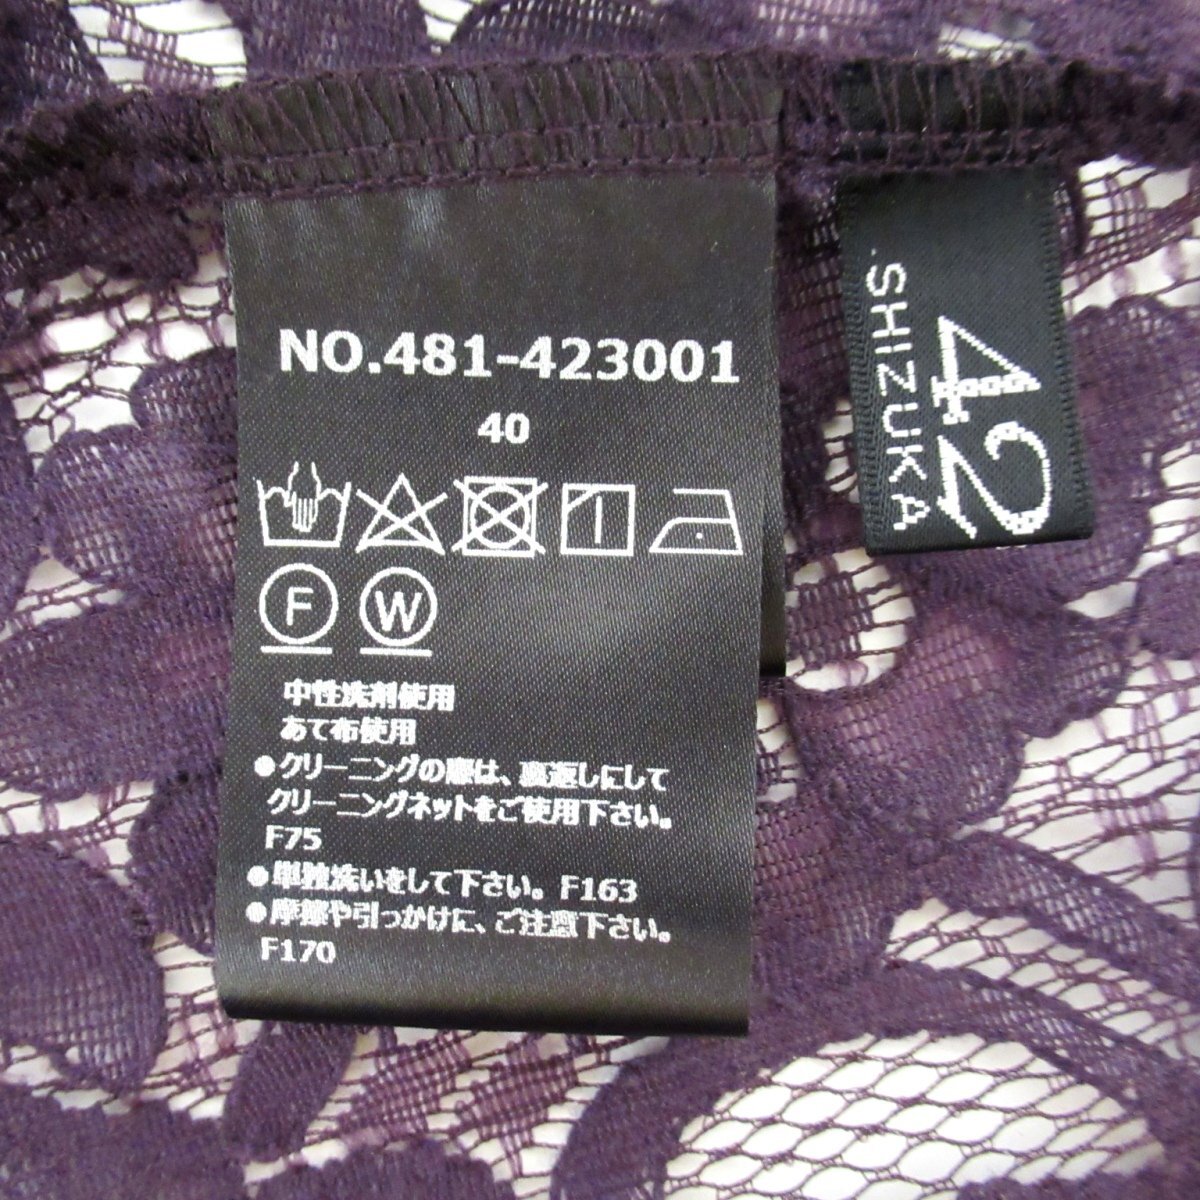 NO.481-423001
40
F W
中性洗剤使用
あて布使用
●クリーニングの際は、裏返しにして
クリーニングネットをご使用下さい。
F75
●単独洗いをして下さい。F163
●摩擦や引っかけに、ご注意下さい。
F170
42
.SHIZUKA